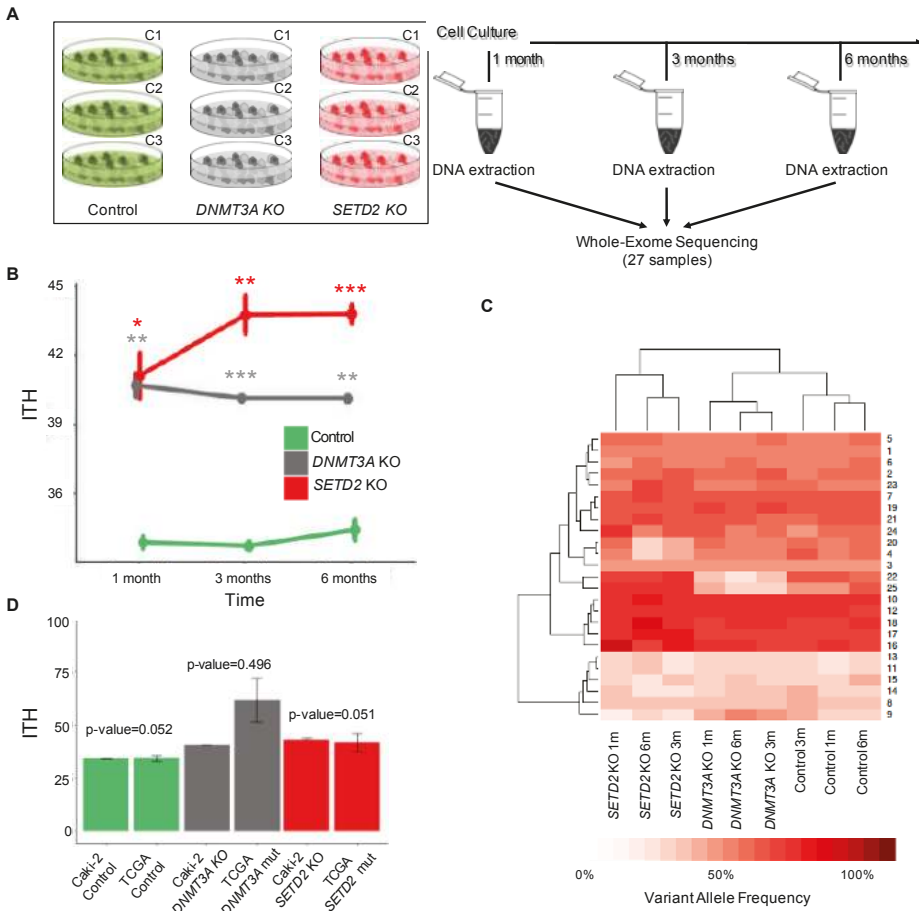 A
C1
C2
C3
C1
C2
C3
C1
C2
C3
Control
DNMT3A KO
SETD2 KO
Cell Culture
1 month
3 months
6 months
DNA extraction
DNA extraction
DNA extraction
Whole-Exome Sequencing
(27 samples)
B
45
42
39
36
ITH
*
**
**
***
***
**
Control
DNMT3A KO
SETD2 KO
1 month
3 months
6 months
Time
C
5
1
6
2
23
7
19
21
24
20
4
3
22
25
10
12
18
17
16
13
11
15
14
8
9
SETD2 KO 1m
SETD2 KO 6m
SETD2 KO 3m
DNMT3A KO 1m
DNMT3A KO 6m
DNMT3A KO 3m
Control 3m
Control 1m
Control 6m
0%
50%
100%
Variant Allele Frequency
D
100
75
50
25
0
ITH
p-value=0.052
p-value=0.496
p-value=0.051
Caki-2
Control
TCGA
Control
Caki-2
DNMT3A KO
TCGA
DNMT3A mut
Caki-2
SETD2 KO
TCGA
SETD2 mut